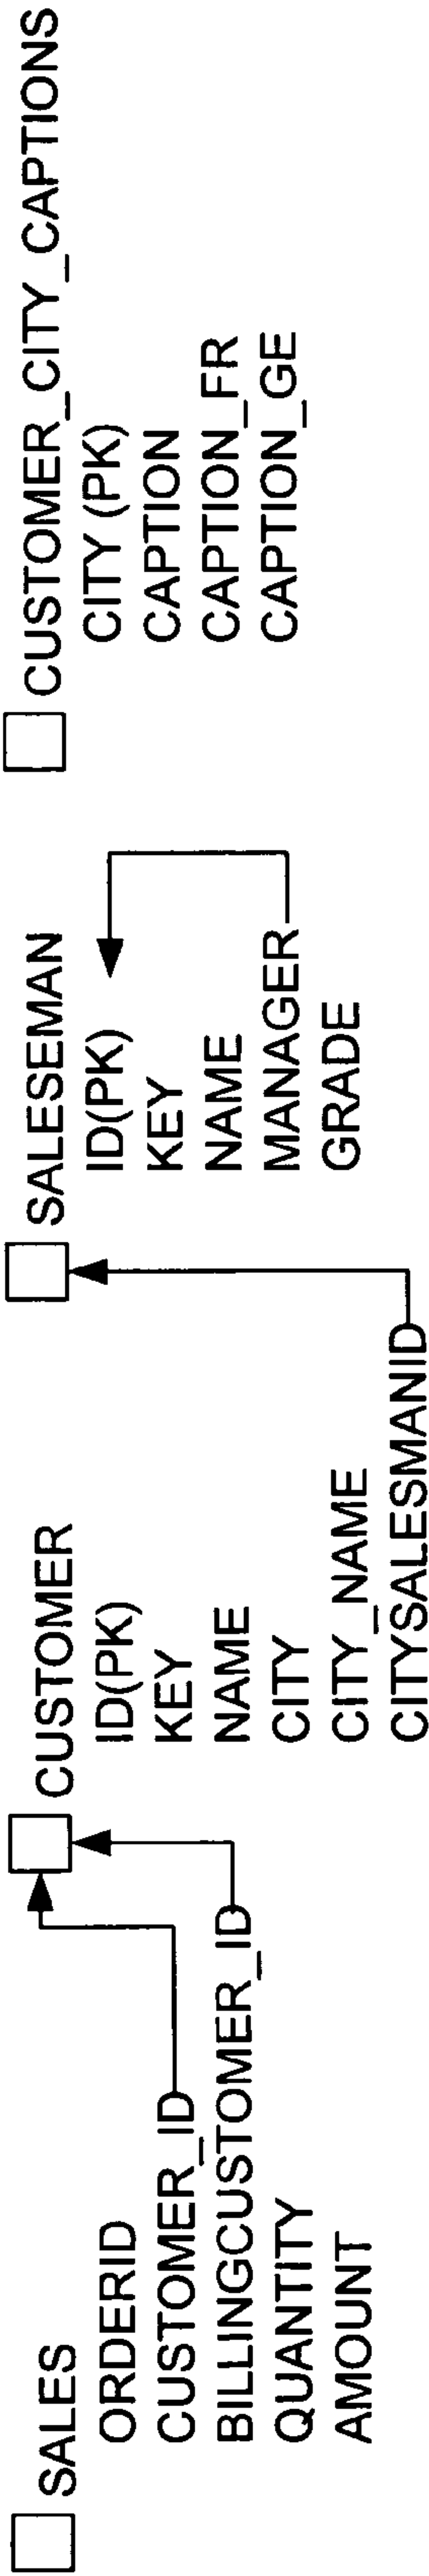 SALES
ORDERID
CUSTOMER_ID
BILLINGCUSTOMER_ID
QUANTITY
AMOUNT
CUSTOMER
ID(PK)
KEY
NAME
CITY
CITY_NAME
CITYSALESMANID
SALESEMAN
ID(PK)
KEY
NAME
MANAGER
GRADE
CUSTOMER_CITY_CAPTIONS
CITY (PK)
CAPTION
CAPTION_FR
CAPTION_GE